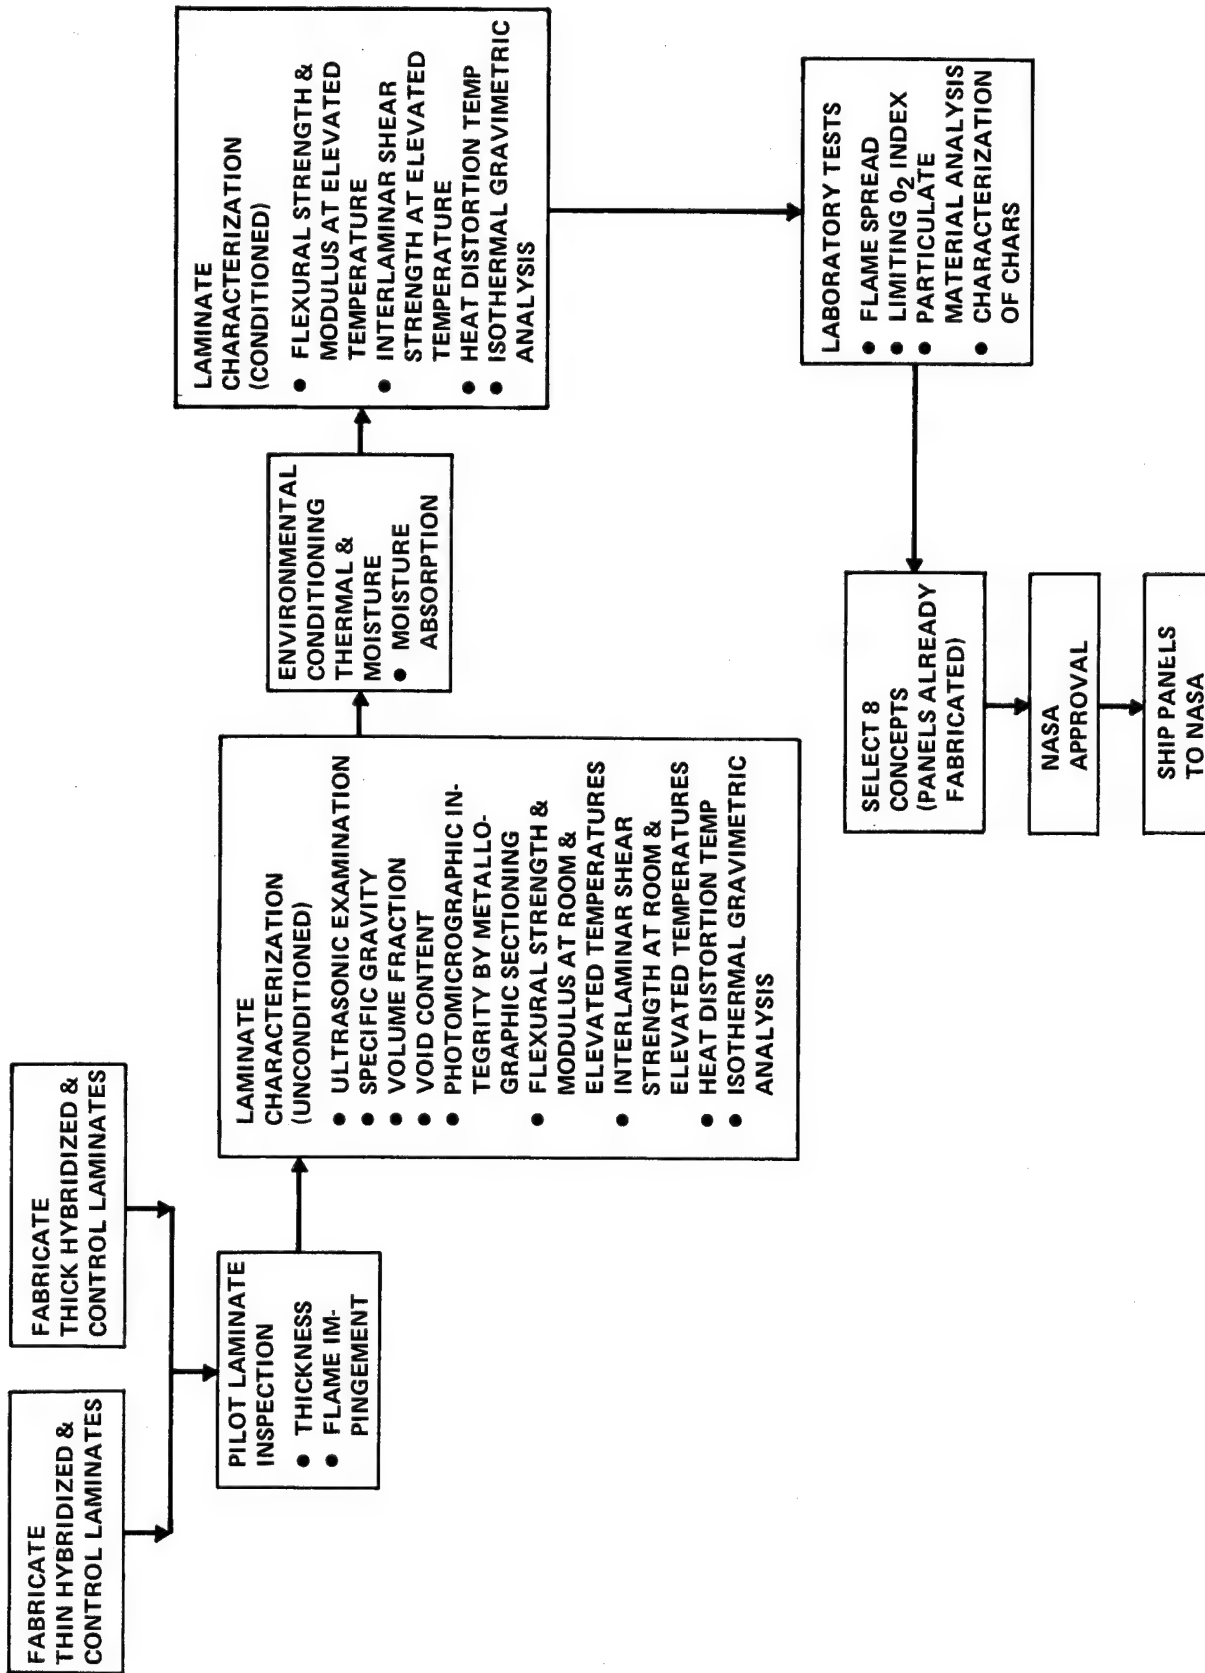 FABRICATE
THIN HYBRIDIZED &
CONTROL LAMINATES
FABRICATE
THICK HYBRIDIZED &
CONTROL LAMINATES
PILOT LAMINATE
INSPECTION
● THICKNESS
● FLAME IM-
PINGEMENT
LAMINATE
CHARACTERIZATION
(UNCONDITIONED)
● ULTRASONIC EXAMINATION
● SPECIFIC GRAVITY
● VOLUME FRACTION
● VOID CONTENT
● PHOTOMICROGRAPHIC IN-
TEGRITY BY METALLO-
GRAPHIC SECTIONING
● FLEXURAL STRENGTH &
MODULUS AT ROOM &
ELEVATED TEMPERATURES
● INTERLAMINAR SHEAR
STRENGTH AT ROOM &
ELEVATED TEMPERATURES
● HEAT DISTORTION TEMP
● ISOTHERMAL GRAVIMETRIC
ANALYSIS
ENVIRONMENTAL
CONDITIONING
THERMAL &
MOISTURE
● MOISTURE
ABSORPTION
LAMINATE
CHARACTERIZATION
(CONDITIONED)
● FLEXURAL STRENGTH &
MODULUS AT ELEVATED
TEMPERATURE
● INTERLAMINAR SHEAR
STRENGTH AT ELEVATED
TEMPERATURE
● HEAT DISTORTION TEMP
● ISOTHERMAL GRAVIMETRIC
ANALYSIS
LABORATORY TESTS
● FLAME SPREAD
● LIMITING O2 INDEX
● PARTICULATE
MATERIAL ANALYSIS
● CHARACTERIZATION
OF CHARS
SELECT 8
CONCEPTS
(PANELS ALREADY
FABRICATED)
NASA
APPROVAL
SHIP PANELS
TO NASA